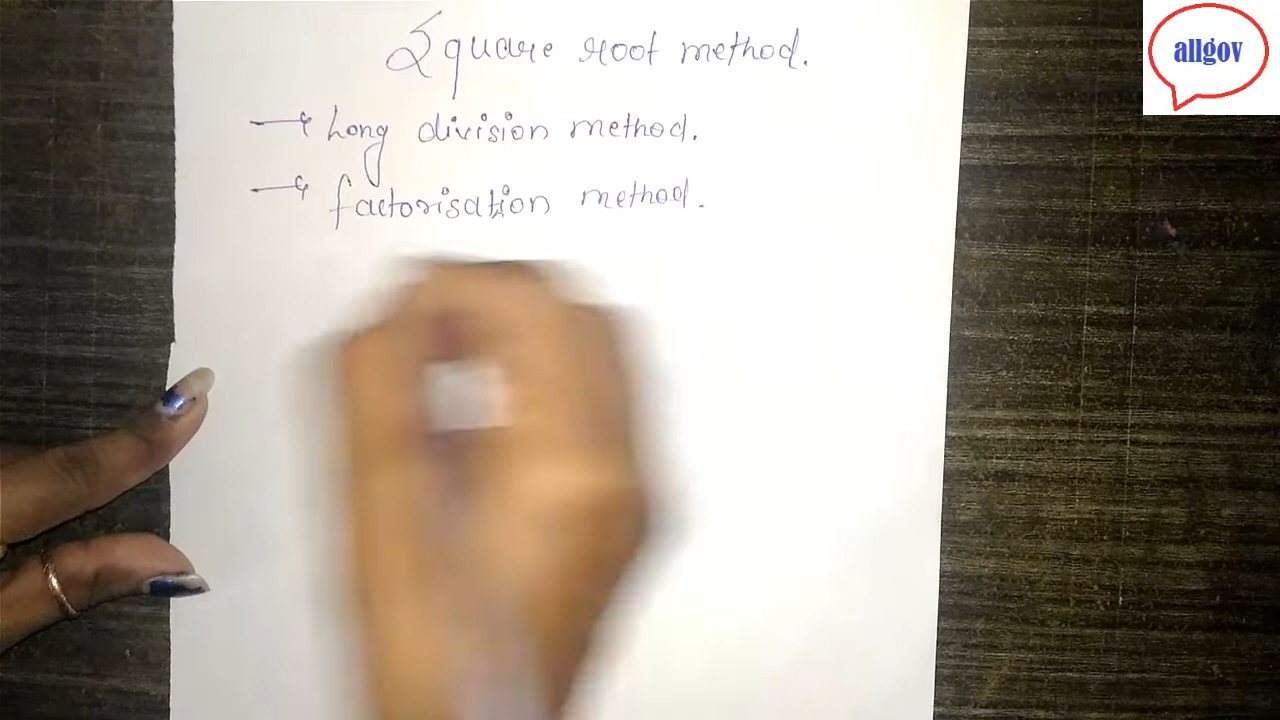 Square root method.
→ Long division method.
→ factorisation method.
allgov